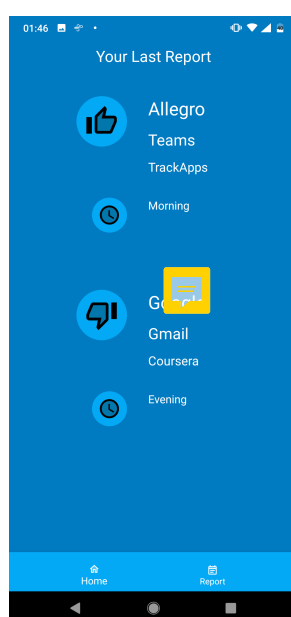 01:46
Your Last Report
Allegro
Teams
TrackApps
Morning
Gmail
Coursera
Evening
Home
Report